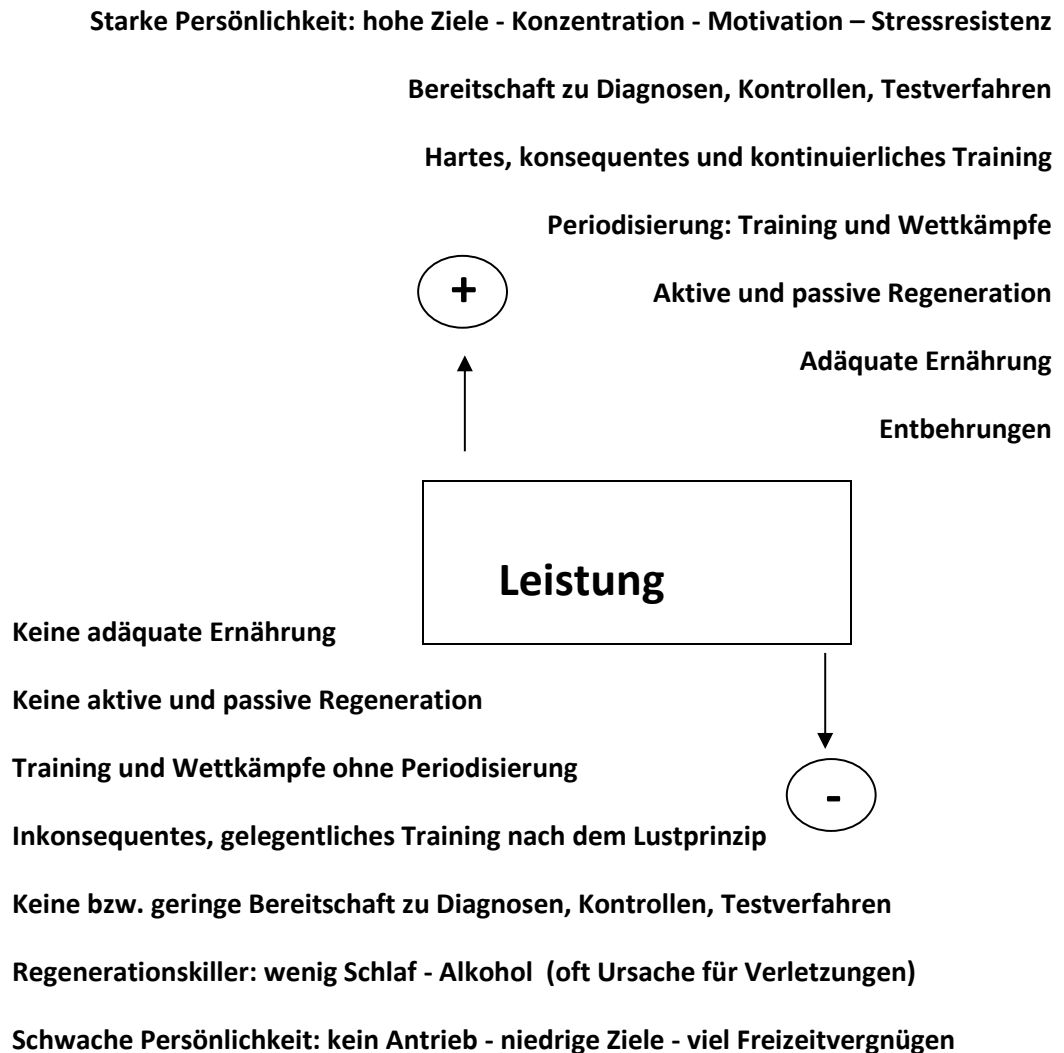 Starke Persönlichkeit: hohe Ziele - Konzentration - Motivation – Stressresistenz
Bereitschaft zu Diagnosen, Kontrollen, Testverfahren
Hartes, konsequentes und kontinuierliches Training
Periodisierung: Training und Wettkämpfe
+
Aktive und passive Regeneration
Adäquate Ernährung
Entbehrungen
Leistung
Keine adäquate Ernährung
Keine aktive und passive Regeneration
Training und Wettkämpfe ohne Periodisierung
-
Inkonsequentes, gelegentliches Training nach dem Lustprinzip
Keine bzw. geringe Bereitschaft zu Diagnosen, Kontrollen, Testverfahren
Regenerationskiller: wenig Schlaf - Alkohol (oft Ursache für Verletzungen)
Schwache Persönlichkeit: kein Antrieb - niedrige Ziele - viel Freizeitvergnügen